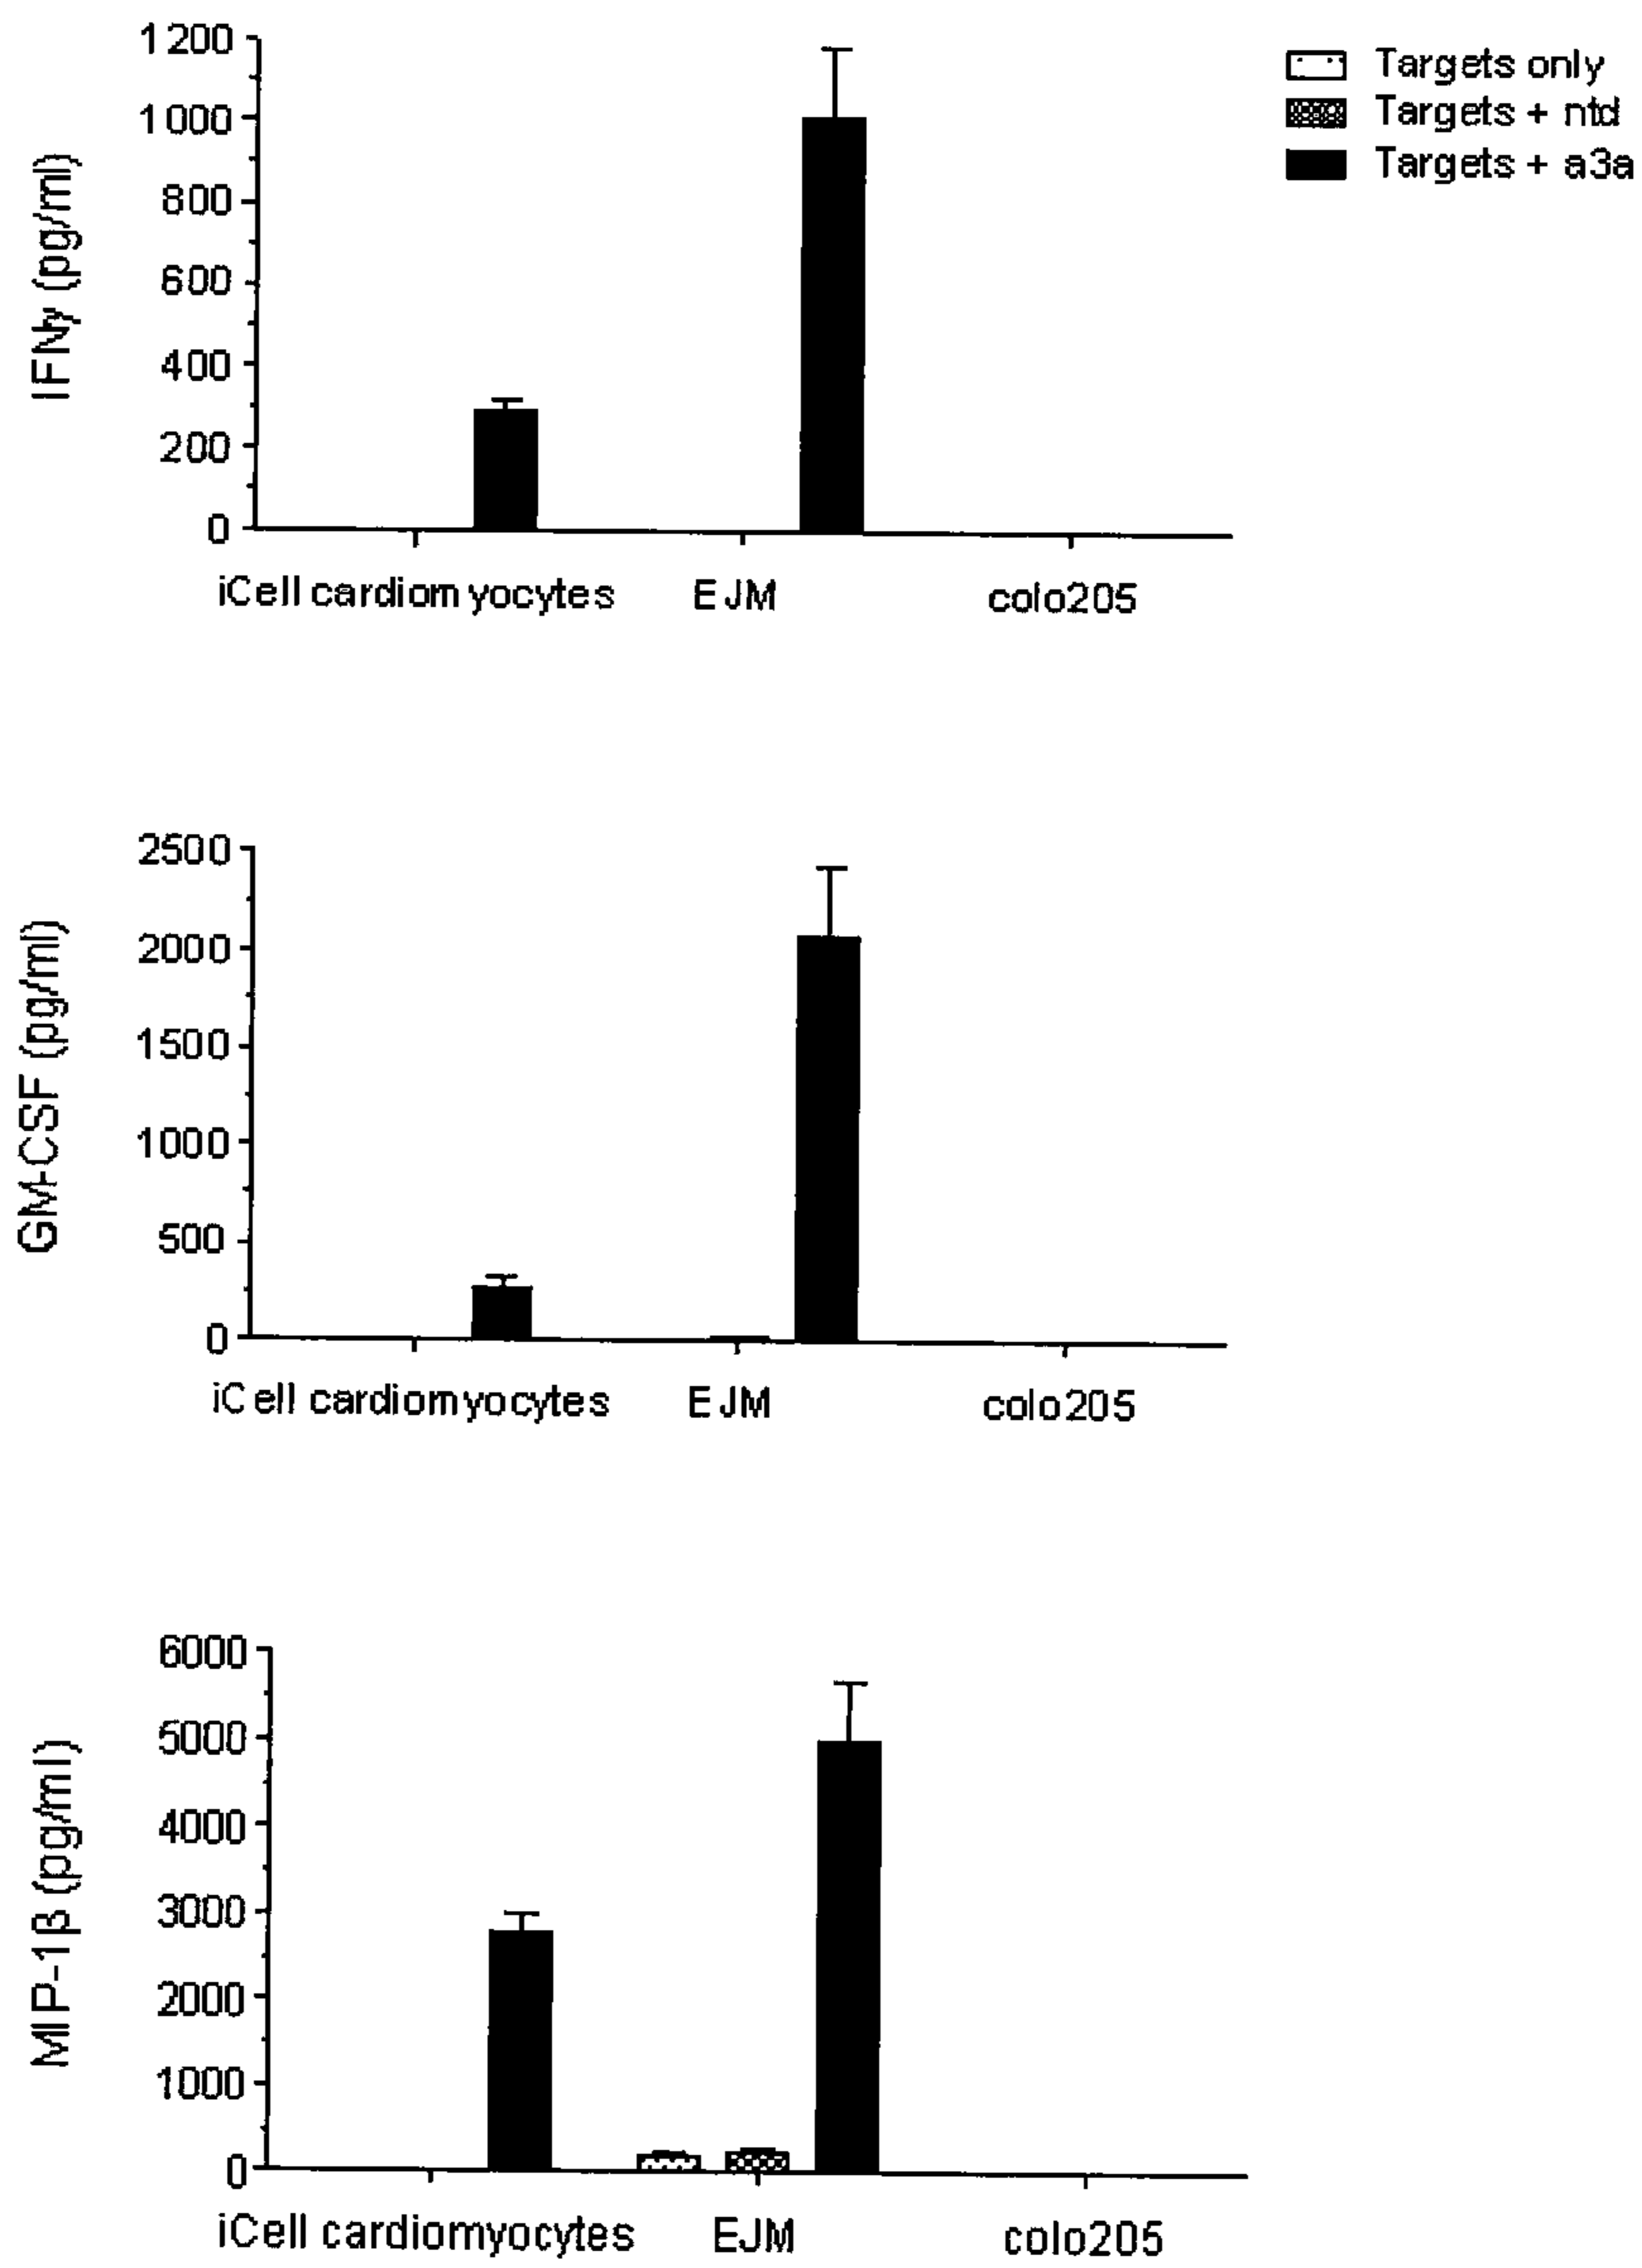 1200
1000
800
600
400
200
0
IFNγ (pg/ml)
iCell cardiomyocytes EJM colo205
Targets only
Targets + ntd
Targets + a3a
2500
2000
1500
1000
500
0
GM-CSF (pg/ml)
iCell cardiomyocytes EJM colo205
6000
5000
4000
3000
2000
1000
0
MIP-1β (pg/ml)
iCell cardiomyocytes EJM colo205